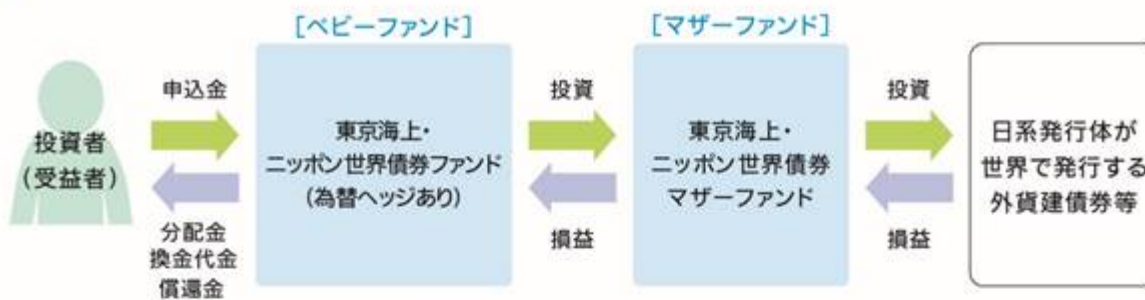 [ベビーファンド]
[マザーファンド]
投資者
(受益者)
申込金
分配金
換金代金
償還金
東京海上・
ニッポン世界債券ファンド
(為替ヘッジあり)
投資
損益
東京海上・
ニッポン世界債券
マザーファンド
投資
損益
日系発行体が
世界で発行する
外貨建債券等